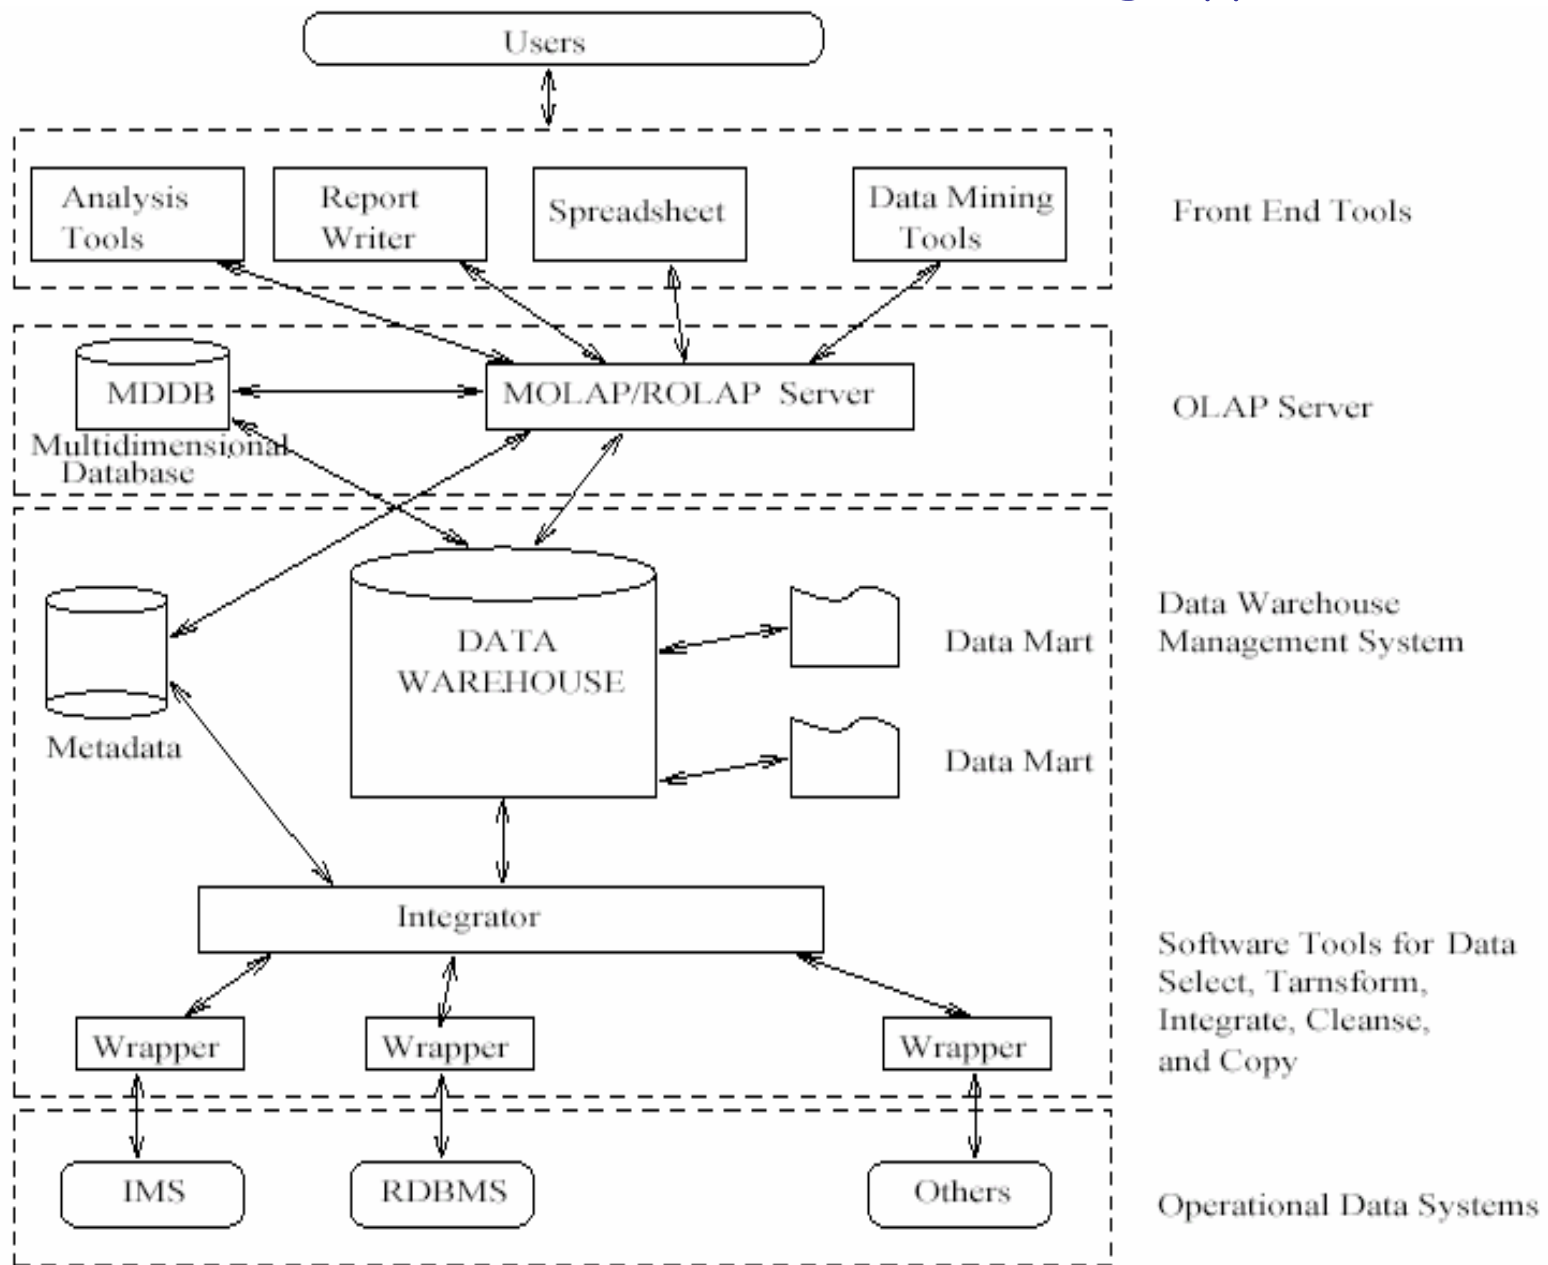 Users
Analysis
Tools
Report
Writer
Spreadsheet
Data Mining
Tools
Front End Tools
MDDB
MOLAP/ROLAP Server
OLAP Server
Multidimensional
Database
DATA
WAREHOUSE
Data Mart
Data Warehouse
Management System
Metadata
Data Mart
Integrator
Software Tools for Data
Select, Tarnsform,
Integrate, Cleanse,
and Copy
Wrapper
Wrapper
Wrapper
IMS
RDBMS
Others
Operational Data Systems